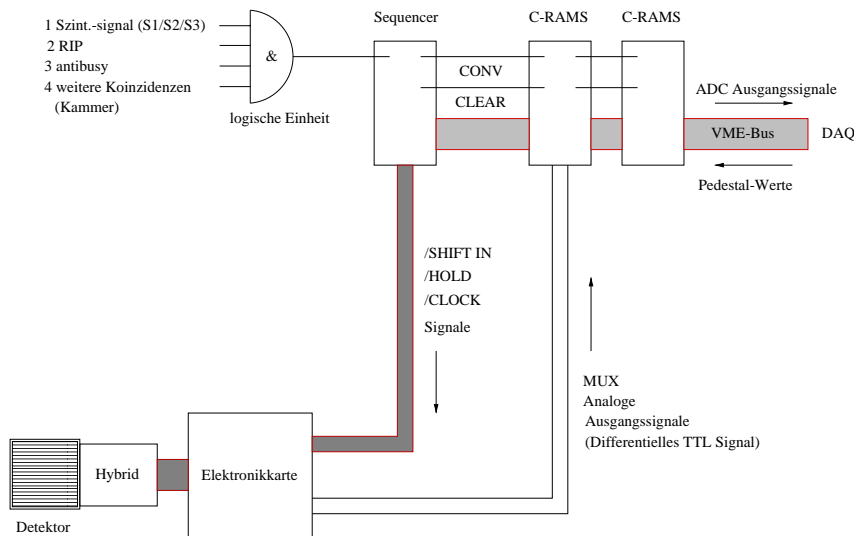 Sequencer
C-RAMS
C-RAMS
1 Szint.-signal (S1/S2/S3)
2 RIP
3 antibusy
4 weitere Koinzidenzen
(Kammer)
&
logische Einheit
CONV
CLEAR
ADC Ausgangssignale
VME-Bus
DAQ
Pedestal-Werte
/SHIFT IN
/HOLD
/CLOCK
Signale
MUX
Analoge
Ausgangssignale
(Differentielles TTL Signal)
Hybrid
Elektronikkarte
Detektor